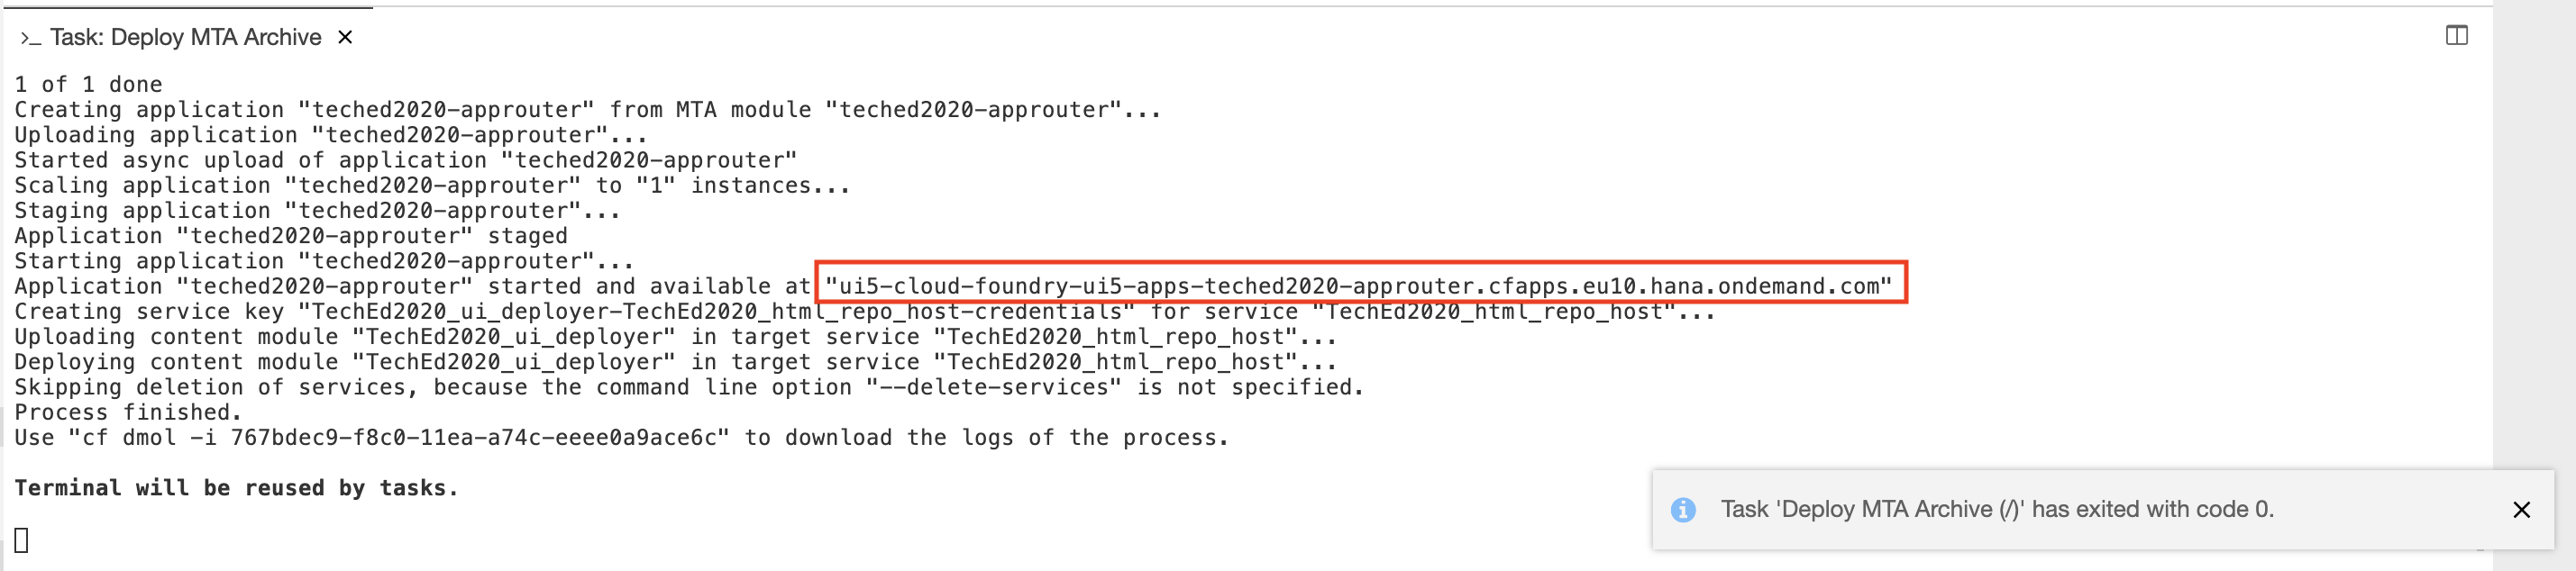 >_ Task: Deploy MTA Archive ×
1 of 1 done
Creating application "teched2020-approuter" from MTA module "teched2020-approuter"...
Uploading application "teched2020-approuter"...
Started async upload of application "teched2020-approuter"
Scaling application "teched2020-approuter" to "1" instances...
Staging application "teched2020-approuter"...
Application "teched2020-approuter" staged
Starting application "teched2020-approuter"...
Application "teched2020-approuter" started and available at "ui5-cloud-foundry-ui5-apps-teched2020-approuter.cfapps.eu10.hana.ondemand.com"
Creating service key "TechEd2020_ui_deployer-TechEd2020_html_repo_host-credentials" for service "TechEd2020_html_repo_host"...
Uploading content module "TechEd2020_ui_deployer" in target service "TechEd2020_html_repo_host"...
Deploying content module "TechEd2020_ui_deployer" in target service "TechEd2020_html_repo_host"...
Skipping deletion of services, because the command line option "--delete-services" is not specified.
Process finished.
Use "cf dmol -i 767bdec9-f8c0-11ea-a74c-eeee0a9ace6c" to download the logs of the process.
Terminal will be reused by tasks.
Task 'Deploy MTA Archive (/)' has exited with code 0.